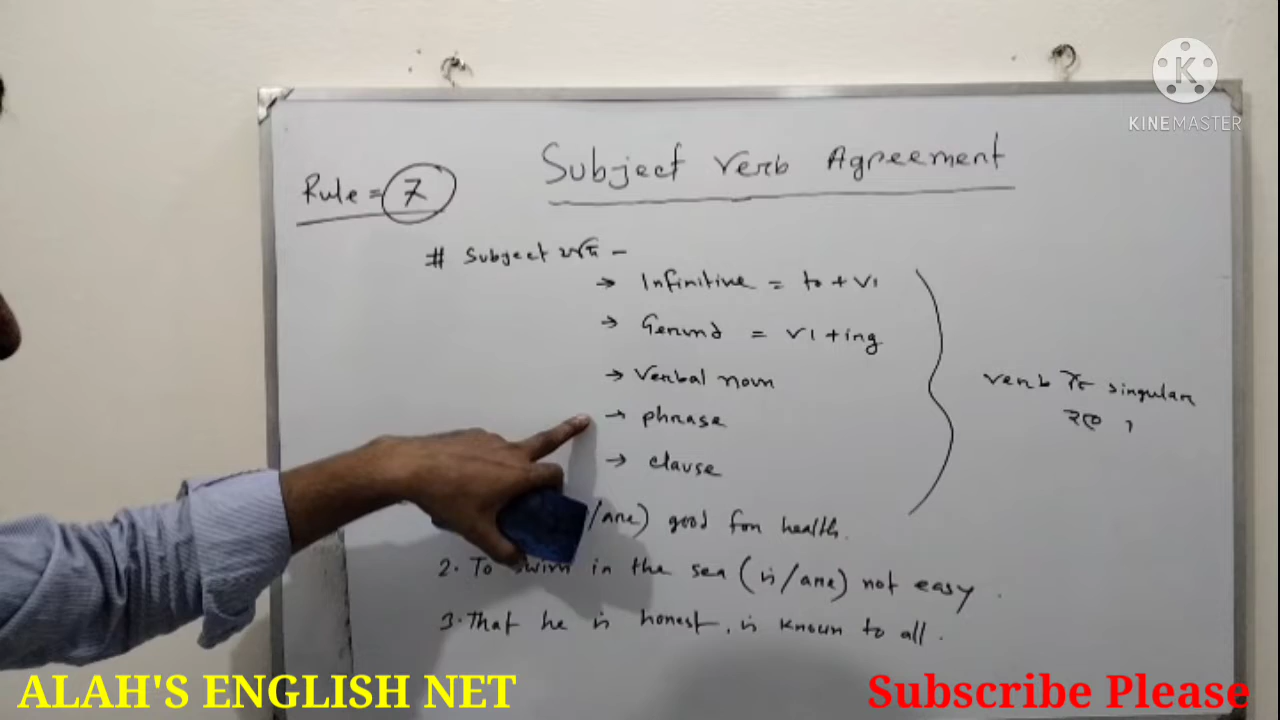 KINEMASTER
Subject Verb Agreement
Rule = 7
# Subject যদি -
→ Infinitive = to + V1
→ Gerund = V1 + ing
→ Verbal noun
→ phrase
→ clause
verb টি singular
হবে ।
/are) good for health.
2. To swim in the sea (is/are) not easy .
3. That he is honest, is known to all .
ALAH'S ENGLISH NET
Subscribe Please